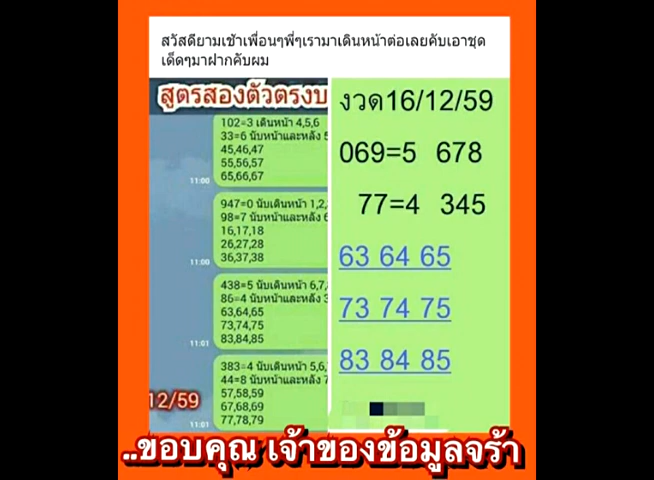 สวัสดียามเช้าเพื่อนๆพี่ๆเรามาเดินหน้าต่อเลยคับเอาชุด
เด็ดๆมาฝากคับผม
สูตรสองตัวตรงบ
102=3 เดินหน้า 4,5,6
33=6 นับหน้าและหลัง 5
45,46,47
55,56,57
65,66,67
11:00
947=0 นับเดินหน้า 1,2,
98=7 นับหน้าและหลัง 6
16,17,18
26,27,28
36,37,38
11:00
438=5 นับเดินหน้า 6,7,
86=4 นับหน้าและหลัง 3
63,64,65
73,74,75
83,84,85
11:01
383=4 นับเดินหน้า 5,6,
44=8 นับหน้าและหลัง 7
57,58,59
67,68,69
77,78,79
11:01
12/59
งวด16/12/59
069=5 678
77=4 345
63 64 65
73 74 75
83 84 85
..ขอบคุณ เจ้าของข้อมูลจร้า